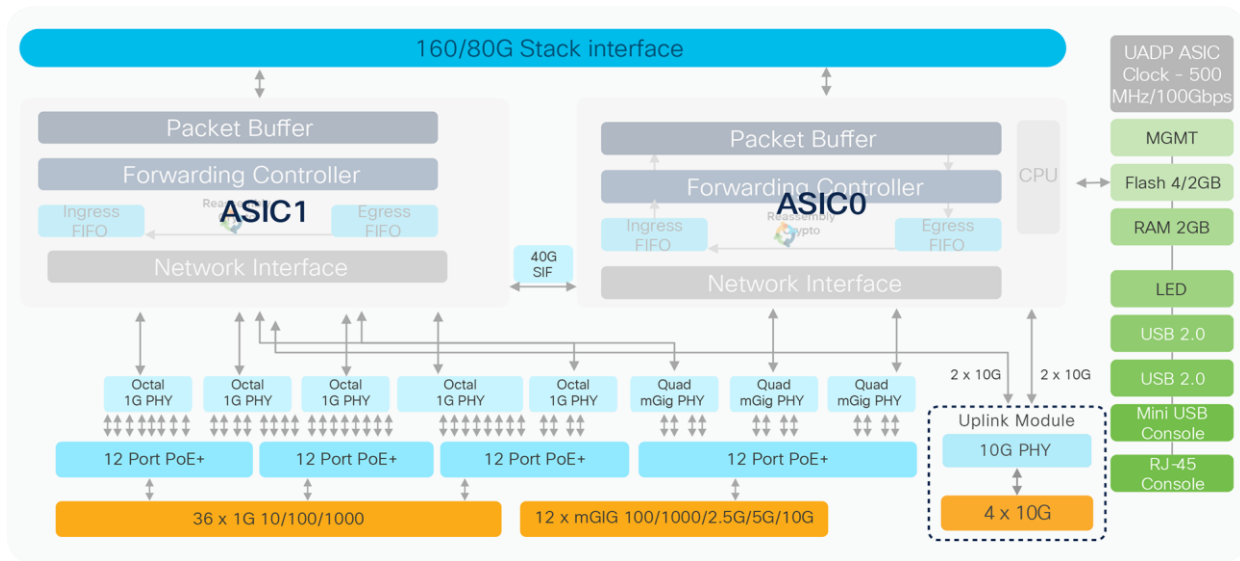 160/80G Stack interface
UADP ASIC
Clock - 500
MHz/100Gbps
Packet Buffer
Forwarding Controller
Ingress
FIFO
Reassembly
Crypto
Egress
FIFO
ASIC1
Network Interface
40G
SIF
Packet Buffer
Forwarding Controller
Ingress
FIFO
Reassembly
Crypto
Egress
FIFO
ASIC0
Network Interface
CPU
MGMT
Flash 4/2GB
RAM 2GB
LED
USB 2.0
USB 2.0
Mini USB
Console
RJ-45
Console
Octal
1G PHY
Octal
1G PHY
Octal
1G PHY
Octal
1G PHY
Octal
1G PHY
Quad
mGig PHY
Quad
mGig PHY
Quad
mGig PHY
2 x 10G
2 x 10G
12 Port PoE+
12 Port PoE+
12 Port PoE+
12 Port PoE+
Uplink Module
10G PHY
4 x 10G
36 x 1G 10/100/1000
12 x mGIG 100/1000/2.5G/5G/10G